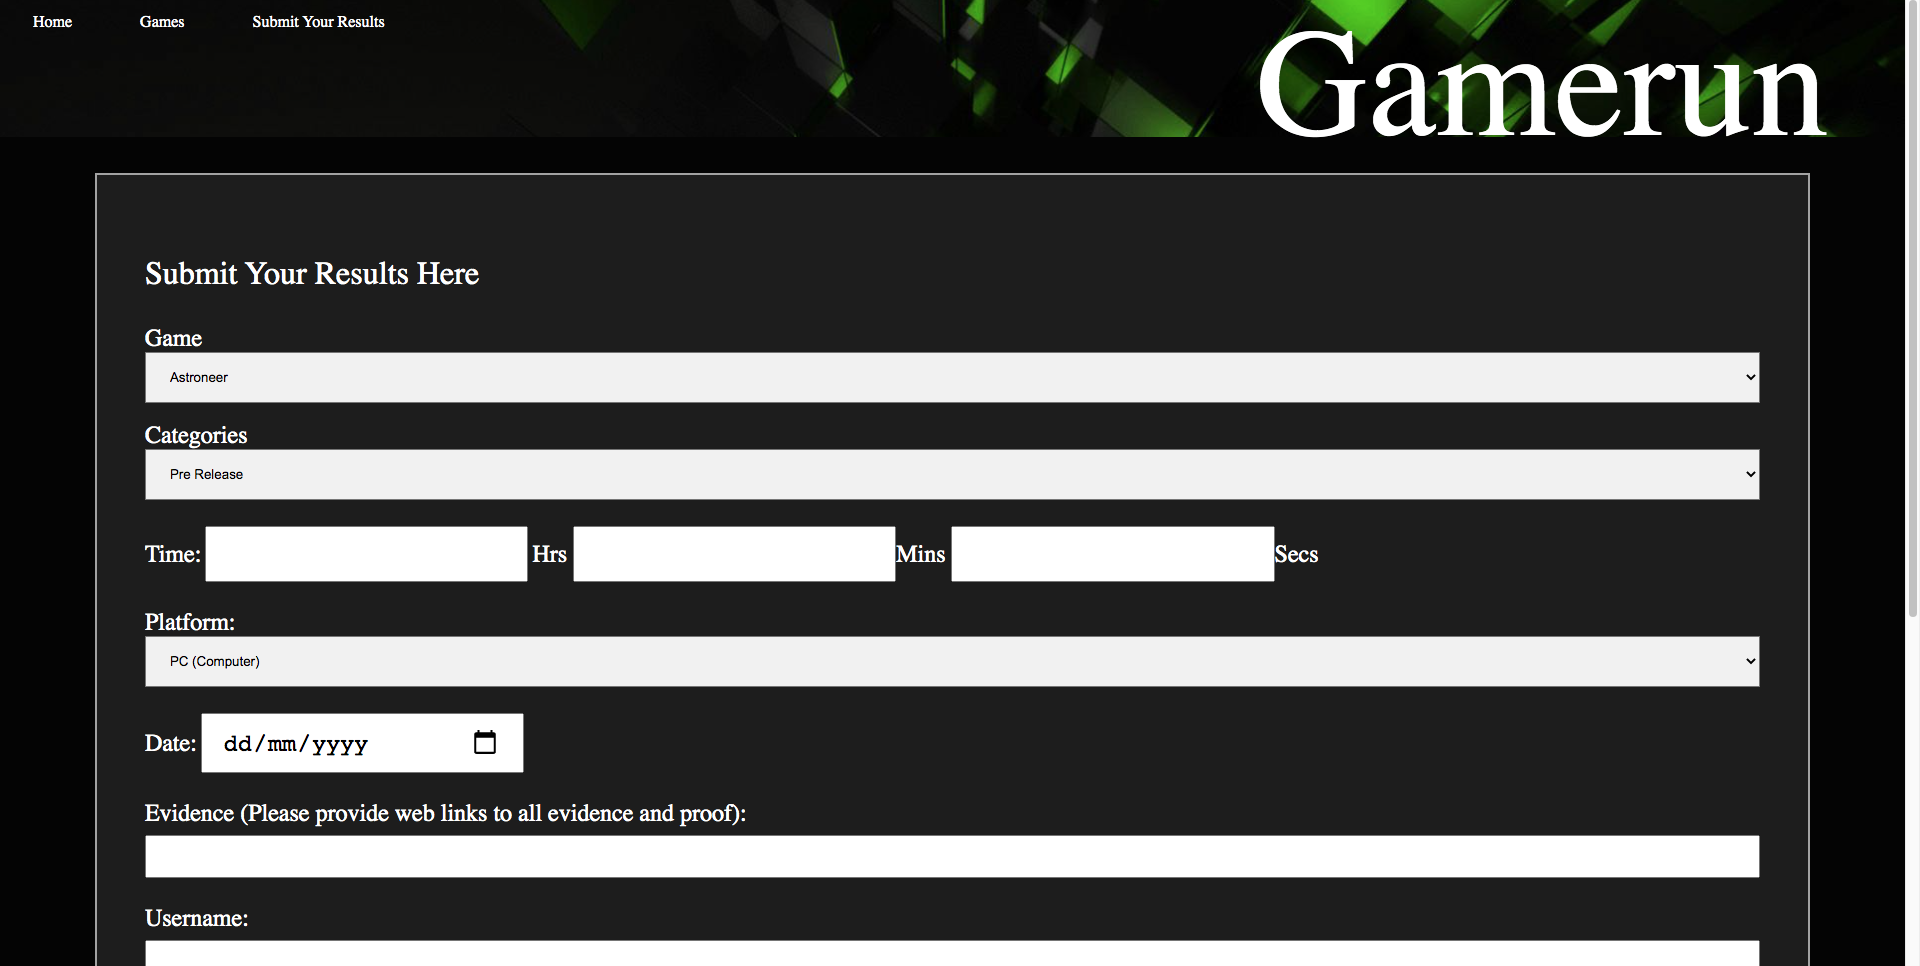 Home Games Submit Your Results
Gamerun
Submit Your Results Here
Game
Astroneer
Categories
Pre Release
Time: Hrs Mins Secs
Platform:
PC (Computer)
Date: dd/mm/yyyy
Evidence (Please provide web links to all evidence and proof):
Username: